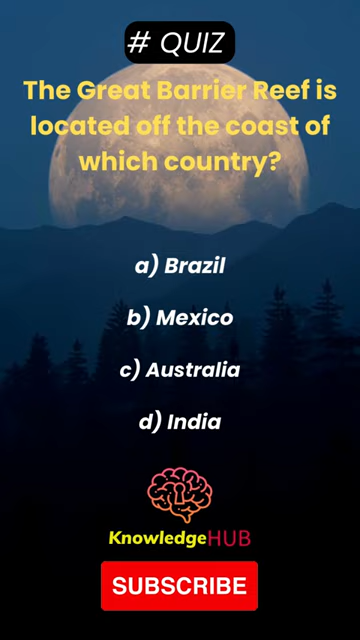 # QUIZ
The Great Barrier Reef is
located off the coast of
which country?
a) Brazil
b) Mexico
c) Australia
d) India
KnowledgeHUB
SUBSCRIBE